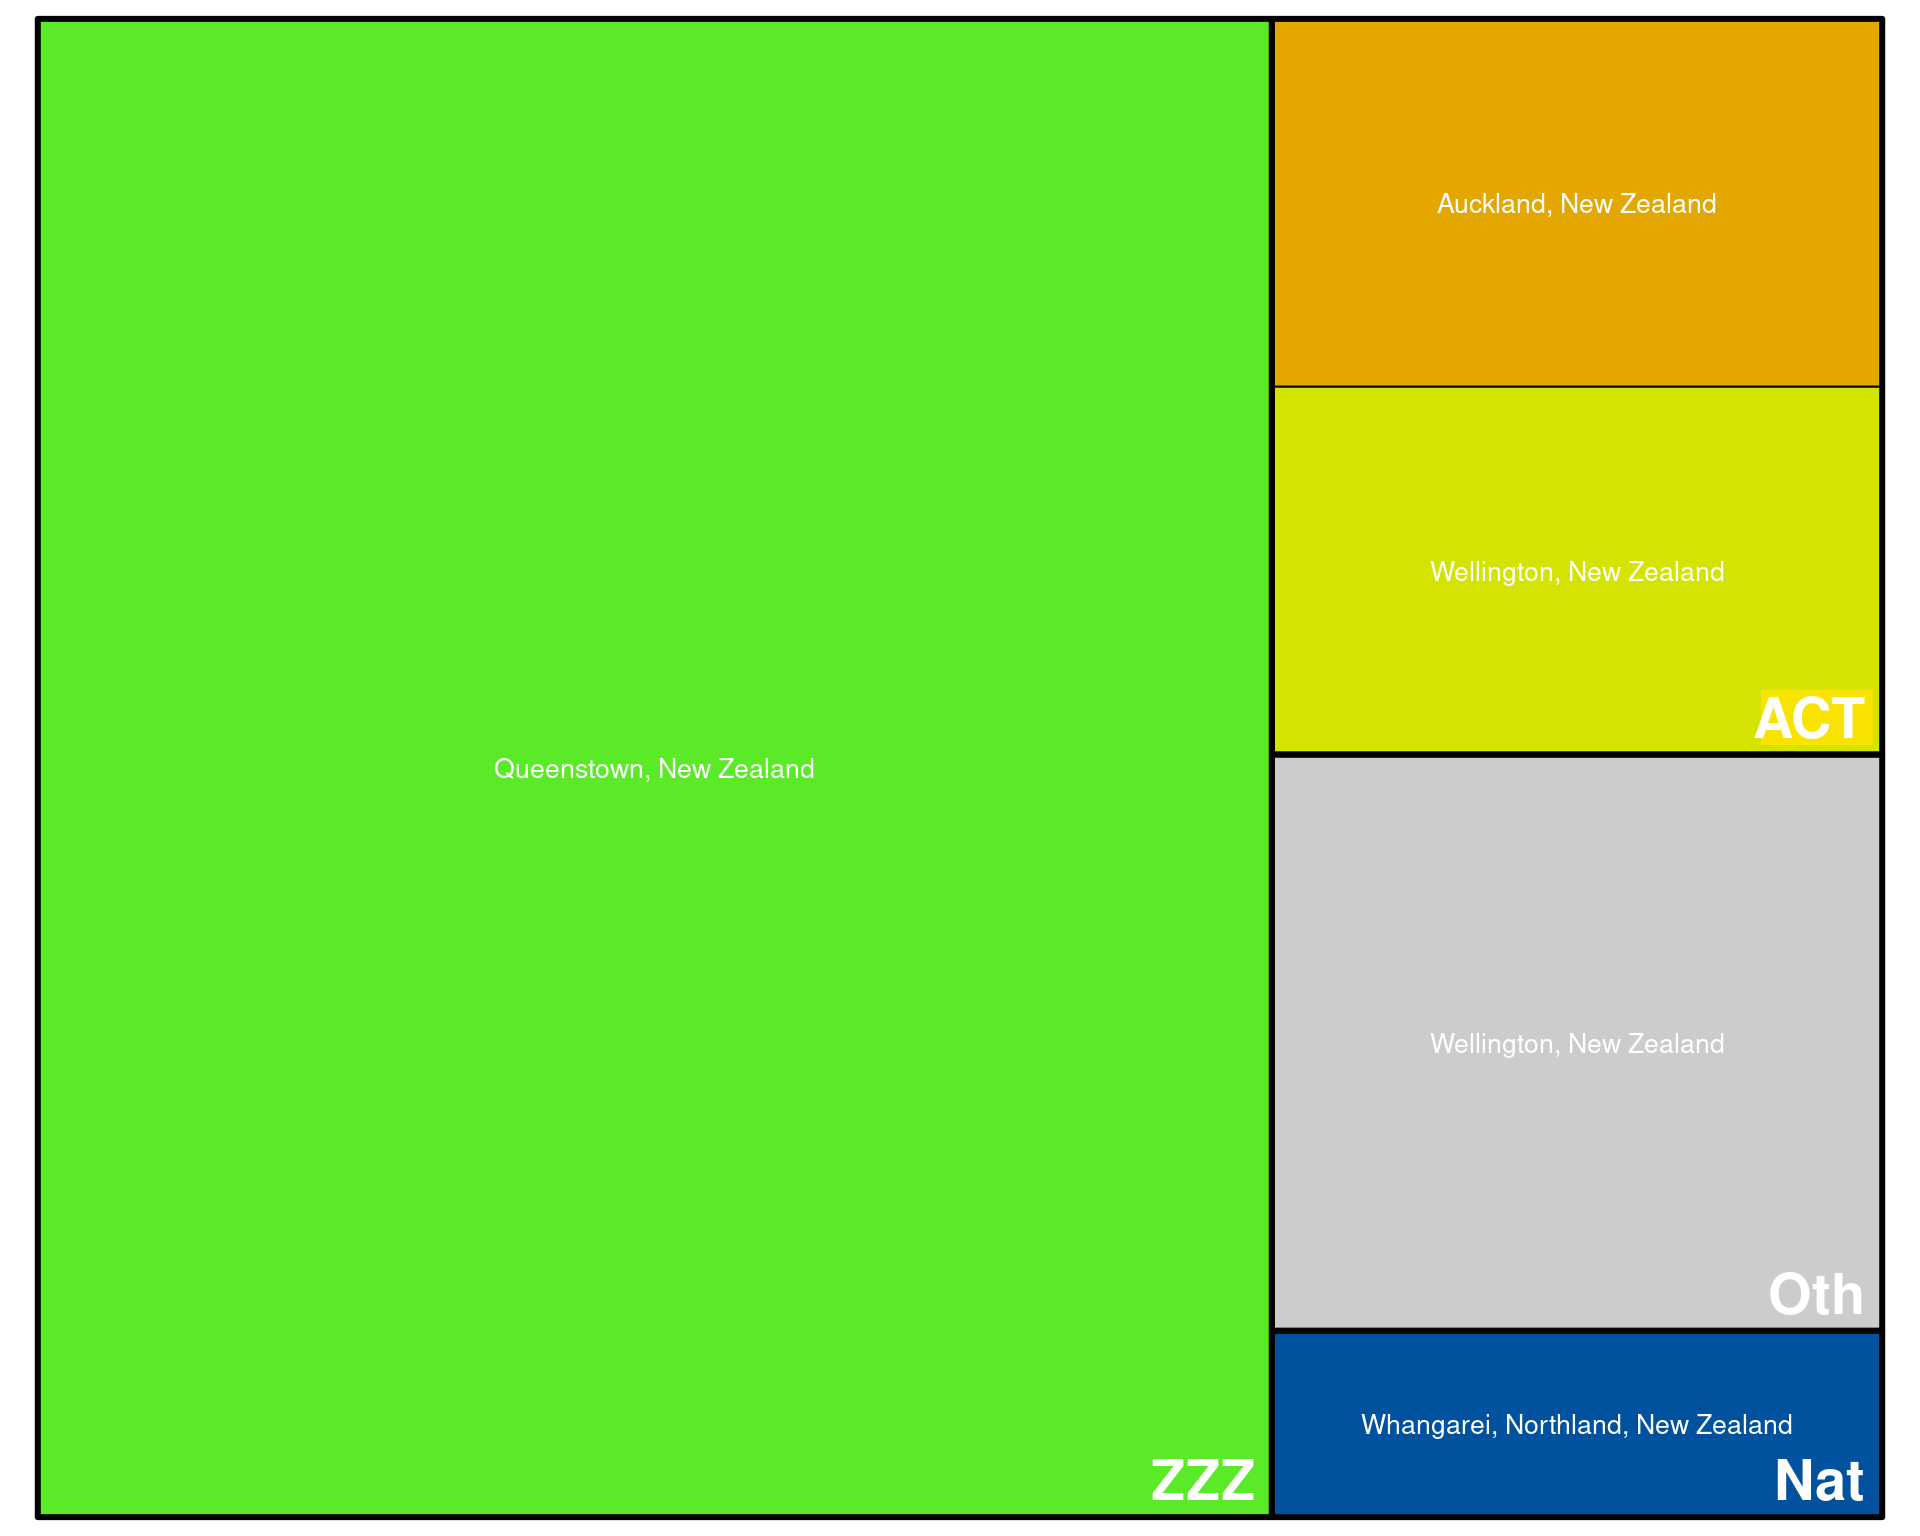 Queenstown, New Zealand
ZZZ
Auckland, New Zealand
Wellington, New Zealand
ACT
Wellington, New Zealand
Oth
Whangarei, Northland, New Zealand
Nat